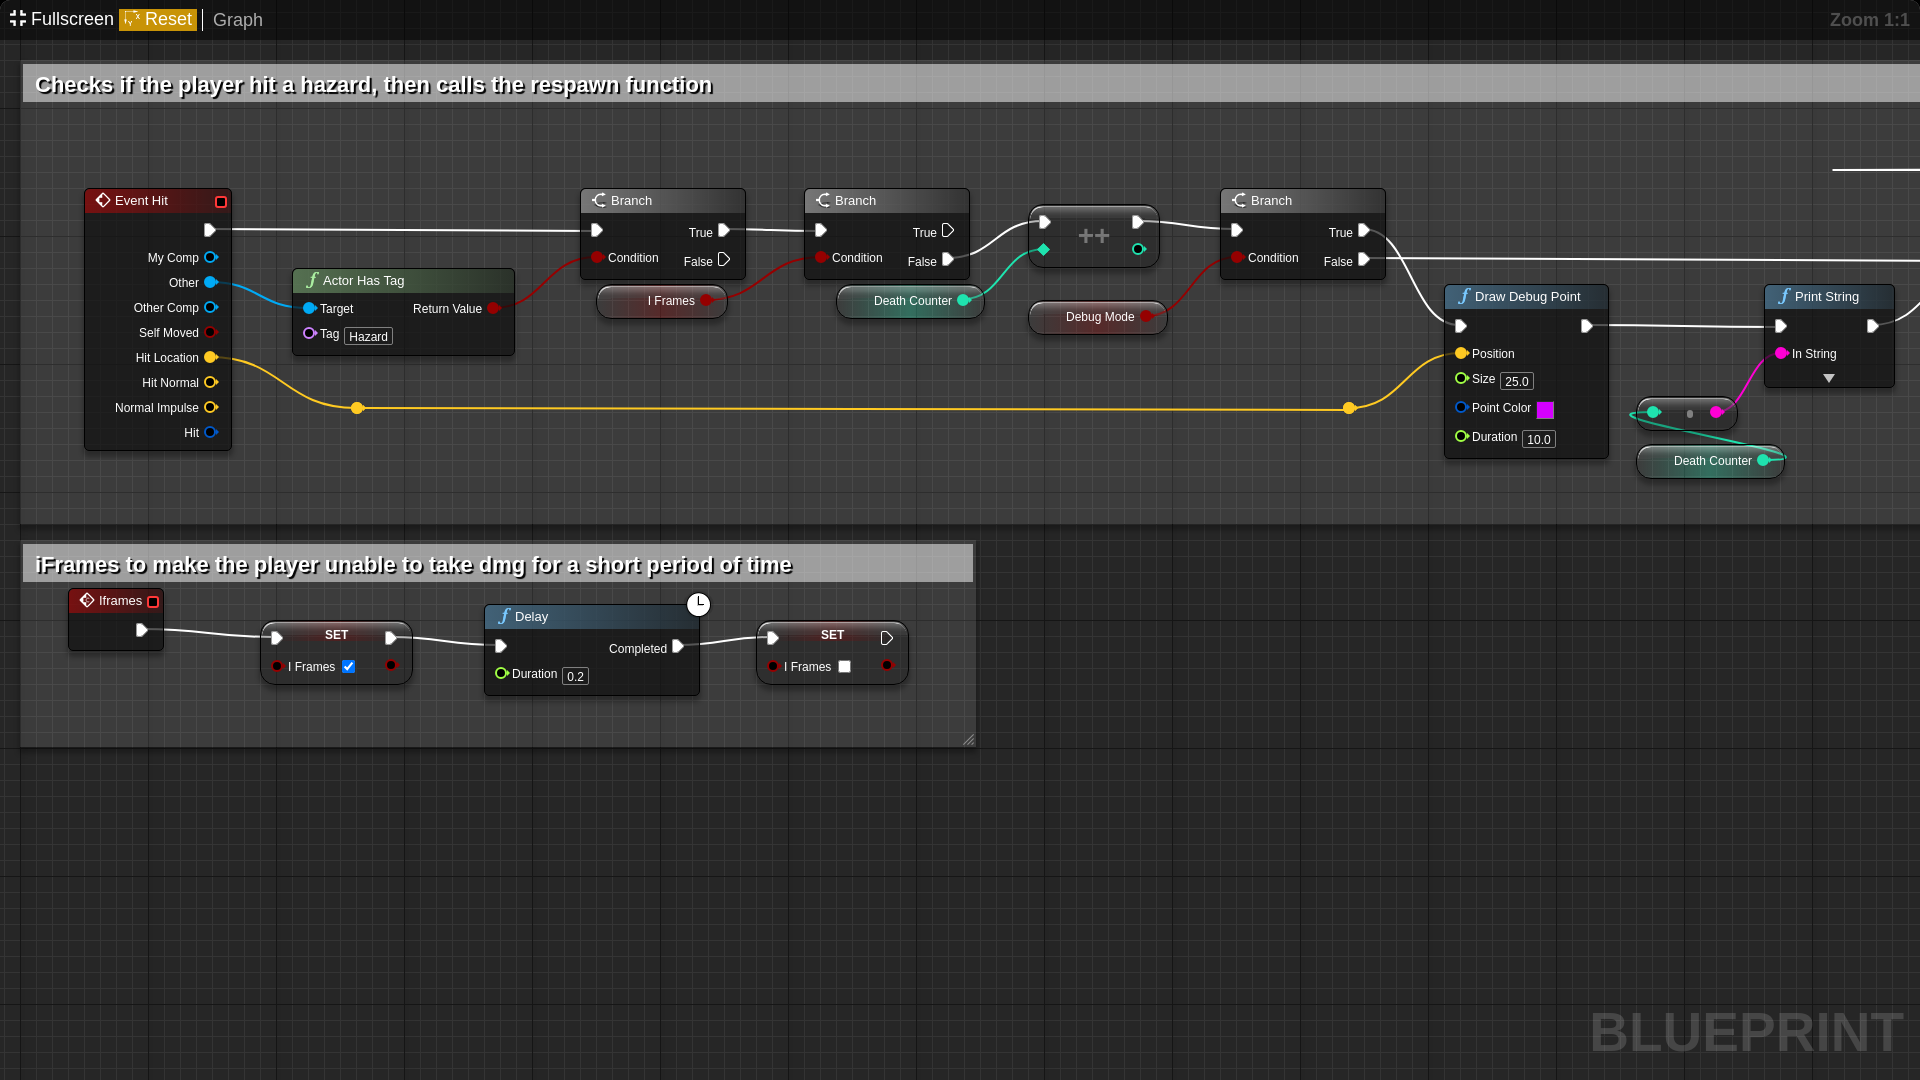 Fullscreen Reset Graph
Zoom 1:1
Checks if the player hit a hazard, then calls the respawn function
Event Hit
My Comp
Other
Other Comp
Self Moved
Hit Location
Hit Normal
Normal Impulse
Hit
Actor Has Tag
Target Return Value
Tag Hazard
Branch
True
Condition False
I Frames
Branch
True
Condition False
Death Counter
++
Debug Mode
Branch
True
Condition False
Draw Debug Point
Position
Size 25.0
Point Color
Duration 10.0
Print String
In String
Death Counter
iFrames to make the player unable to take dmg for a short period of time
Iframes
SET
I Frames
Delay
Completed
Duration 0.2
SET
I Frames
BLUEPRINT